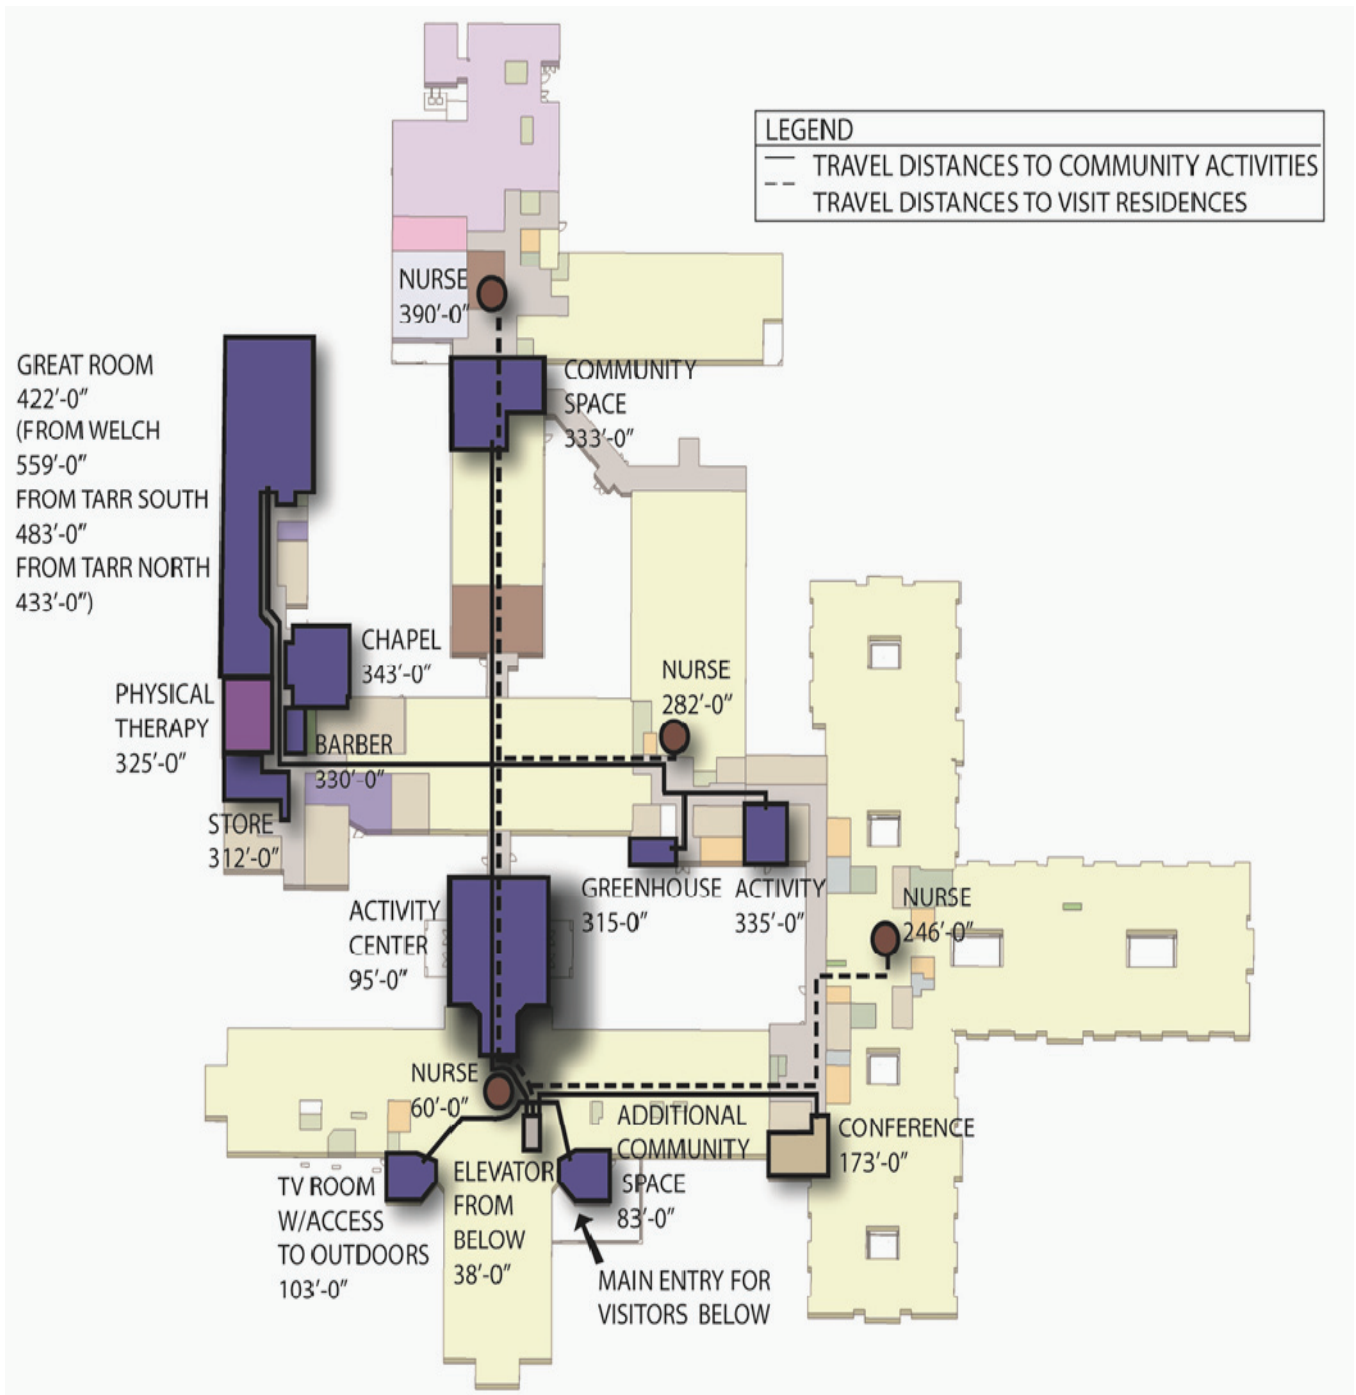 LEGEND
TRAVEL DISTANCES TO COMMUNITY ACTIVITIES
TRAVEL DISTANCES TO VISIT RESIDENCES
NURSE
390'-0"
GREAT ROOM
422'-0"
(FROM WELCH
559'-0"
FROM TARR SOUTH
483'-0"
FROM TARR NORTH
433'-0")
COMMUNITY
SPACE
333'-0"
CHAPEL
343'-0"
NURSE
282'-0"
PHYSICAL
THERAPY
325'-0"
BARBER
330'-0"
STORE
312'-0"
GREENHOUSE
315-0"
ACTIVITY
335'-0"
NURSE
246'-0"
ACTIVITY
CENTER
95'-0"
NURSE
60'-0"
ADDITIONAL
COMMUNITY
SPACE
83'-0"
CONFERENCE
173'-0"
TV ROOM
W/ACCESS
TO OUTDOORS
103'-0"
ELEVATOR
FROM
BELOW
38'-0"
MAIN ENTRY FOR
VISITORS BELOW